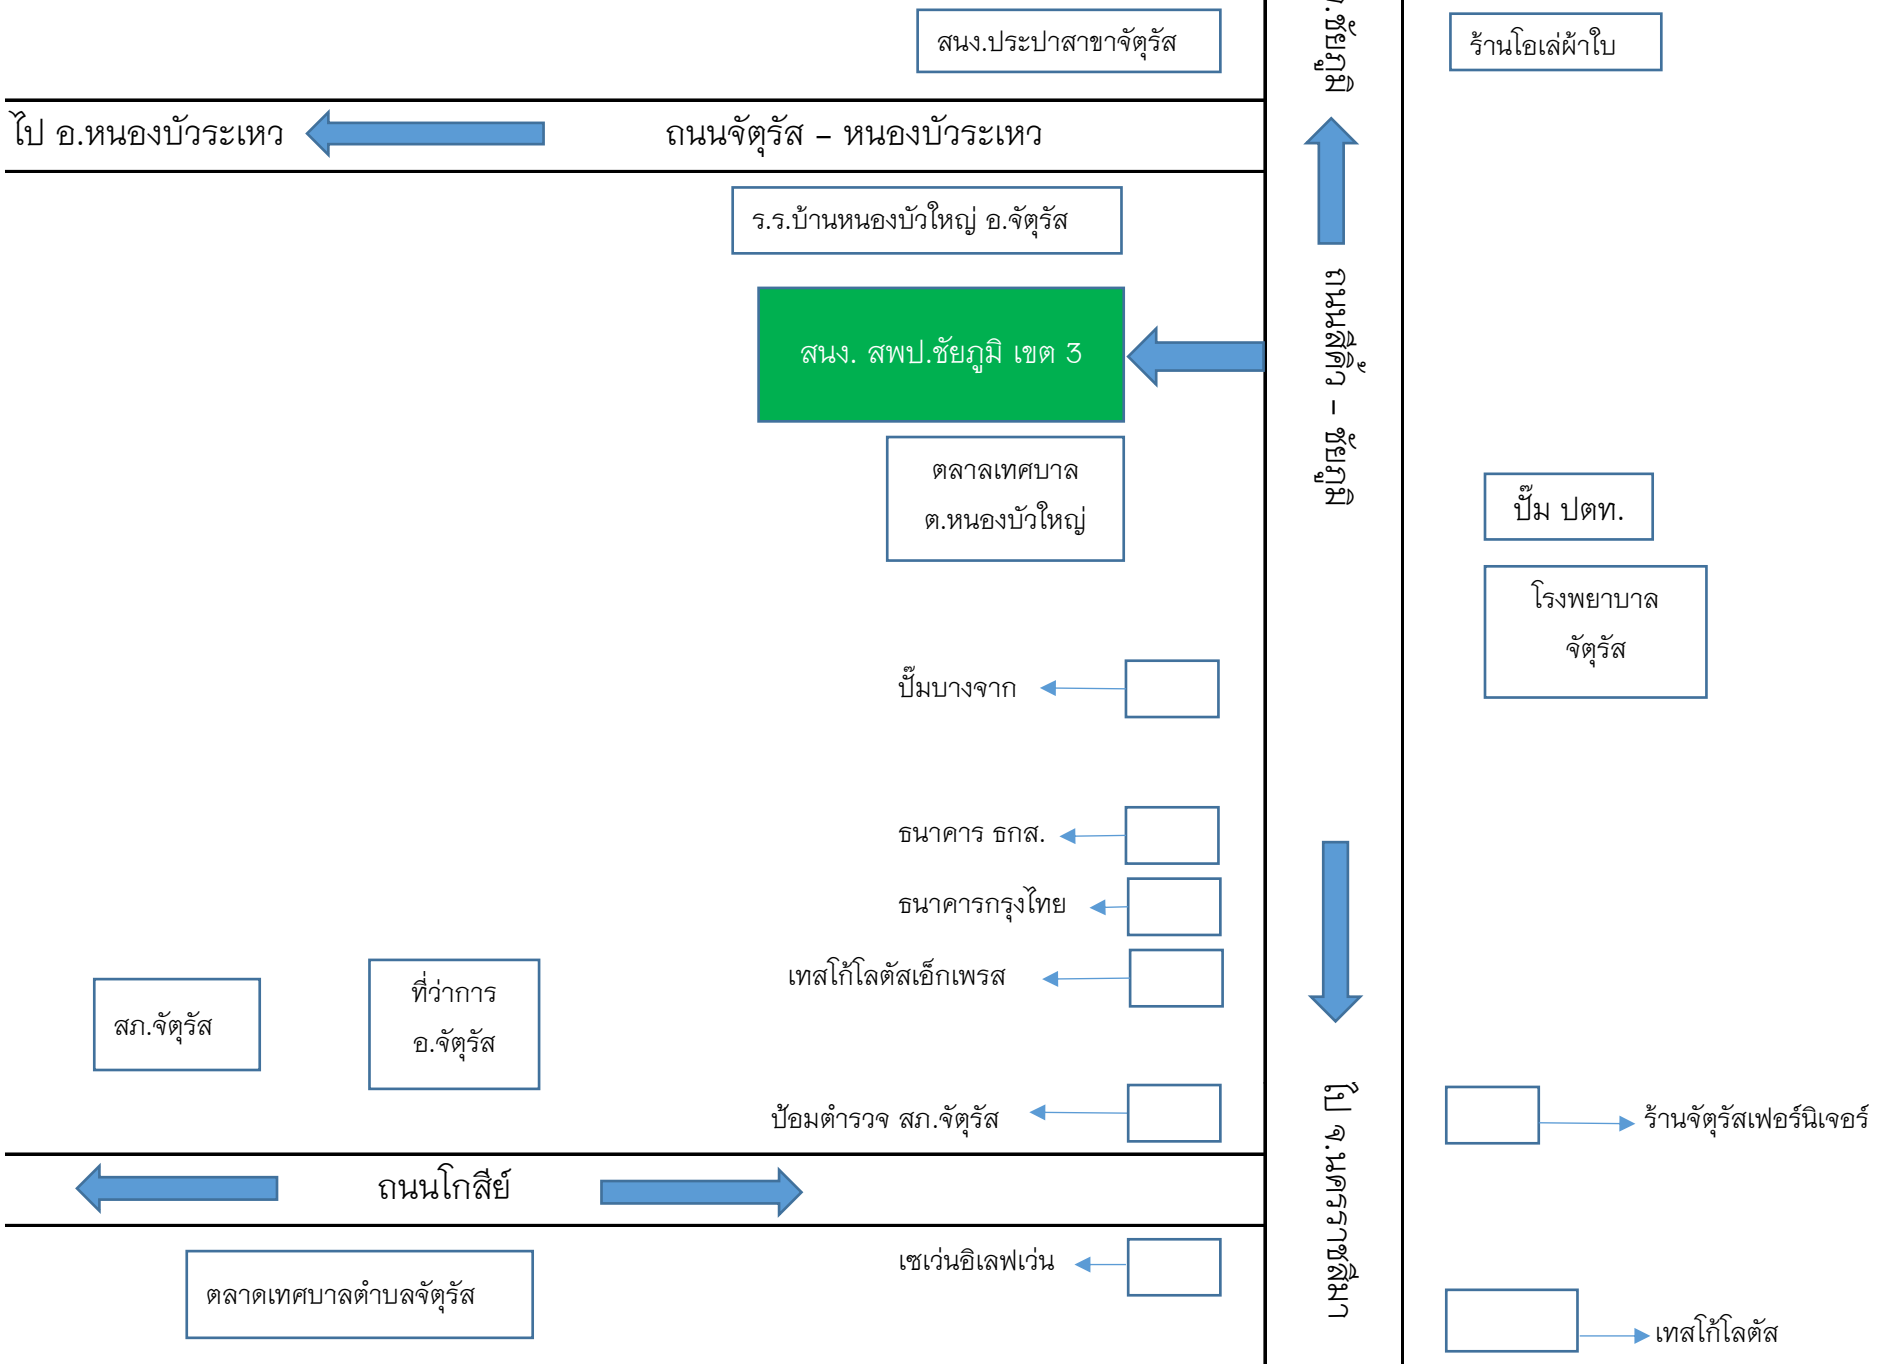 จ.ชัยภูมิ
สนง.ประปาสาขาจัตุรัส
ร้านโอเล่ผ้าใบ
ไป อ.หนองบัวระเหว
ถนนจัตุรัส – หนองบัวระเหว
ร.ร.บ้านหนองบัวใหญ่ อ.จัตุรัส
ถนนสีคิ้ว – ชัยภูมิ
สนง. สพป.ชัยภูมิ เขต 3
ตลาลเทศบาล
ต.หนองบัวใหญ่
ปั๊ม ปตท.
โรงพยาบาล
จัตุรัส
ปั๊มบางจาก
ธนาคาร ธกส.
ธนาคารกรุงไทย
เทสโก้โลตัสเอ็กเพรส
ที่ว่าการ
อ.จัตุรัส
สภ.จัตุรัส
ป้อมตำรวจ สภ.จัตุรัส
ร้านจัตุรัสเฟอร์นิเจอร์
ไป จ.นครราชสีมา
ถนนโกสีย์
เซเว่นอิเลฟเว่น
ตลาดเทศบาลตำบลจัตุรัส
เทสโก้โลตัส